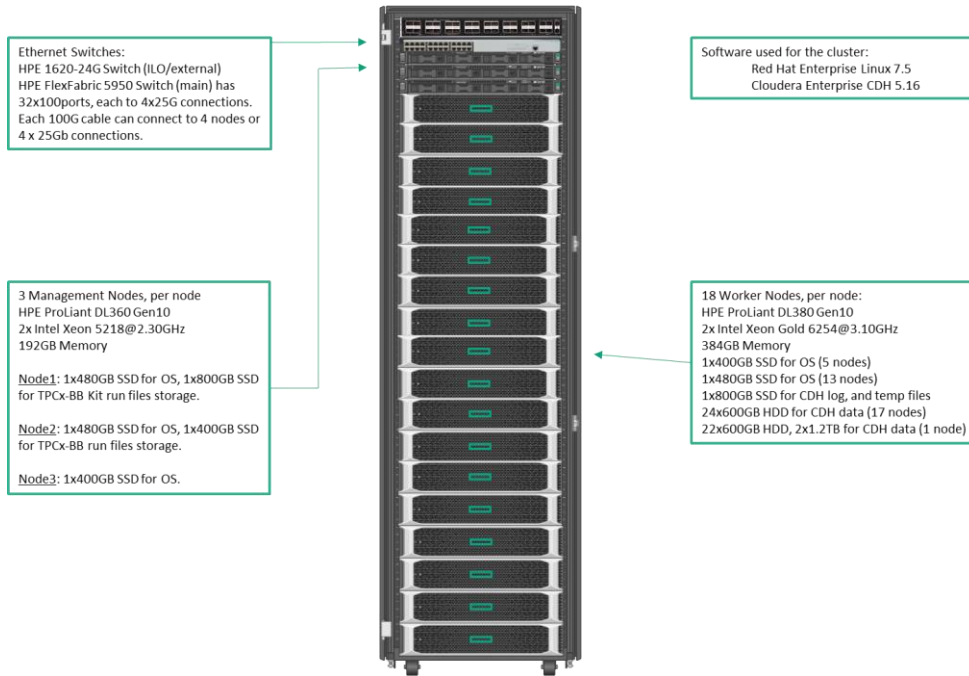 Ethernet Switches:
HPE 1620-24G Switch (ILO/external)
HPE FlexFabric 5950 Switch (main) has
32x100ports, each to 4x25G connections.
Each 100G cable can connect to 4 nodes or
4 x 25Gb connections.
Software used for the cluster:
Red Hat Enterprise Linux 7.5
Cloudera Enterprise CDH 5.16
3 Management Nodes, per node
HPE ProLiant DL360 Gen10
2x Intel Xeon 5218@2.30GHz
192GB Memory
Node1: 1x480GB SSD for OS, 1x800GB SSD
for TPCx-BB Kit run files storage.
Node2: 1x480GB SSD for OS, 1x400GB SSD
for TPCx-BB run files storage.
Node3: 1x400GB SSD for OS.
18 Worker Nodes, per node:
HPE ProLiant DL380 Gen10
2x Intel Xeon Gold 6254@3.10GHz
384GB Memory
1x400GB SSD for OS (5 nodes)
1x480GB SSD for OS (13 nodes)
1x800GB SSD for CDH log, and temp files
24x600GB HDD for CDH data (17 nodes)
22x600GB HDD, 2x1.2TB for CDH data (1 node)